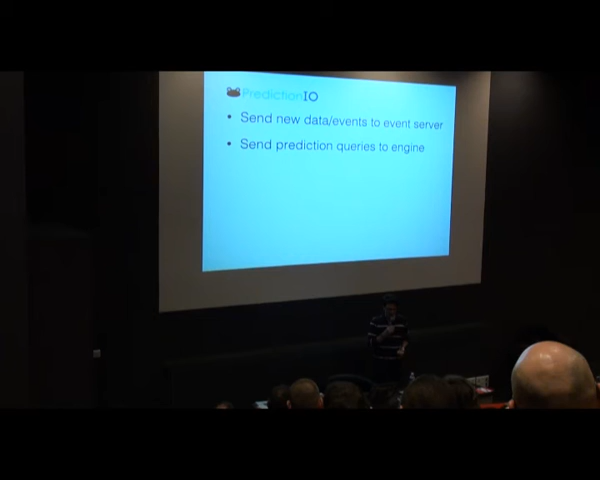 PredictionIO
• Send new data/events to event server
• Send prediction queries to engine